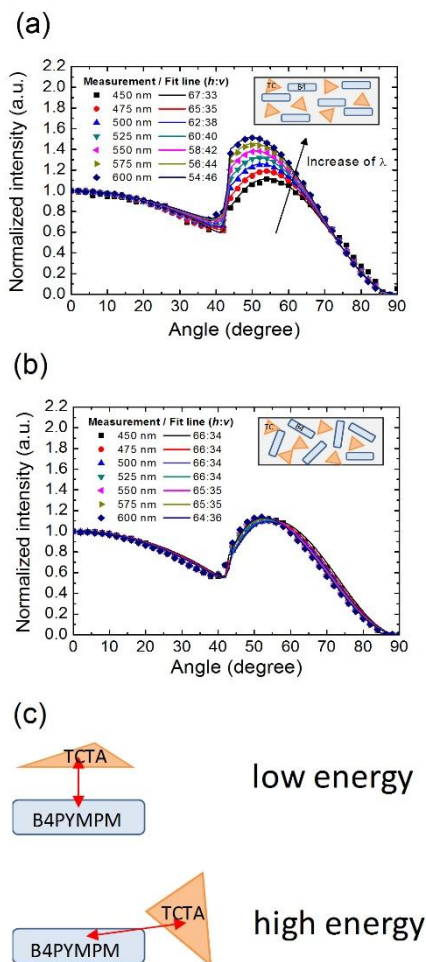 (a)
Normalized intensity (a.u.)
2.2
2.0
1.8
1.6
1.4
1.2
1.0
0.8
0.6
0.4
0.2
0.0
Measurement / Fit line (h:v)
450 nm 67:33
475 nm 65:35
500 nm 62:38
525 nm 60:40
550 nm 58:42
575 nm 56:44
600 nm 54:46
TC B4
Increase of λ
0 10 20 30 40 50 60 70 80 90
Angle (degree)
(b)
Normalized intensity (a.u.)
2.2
2.0
1.8
1.6
1.4
1.2
1.0
0.8
0.6
0.4
0.2
0.0
Measurement / Fit line (h:v)
450 nm 66:34
475 nm 66:34
500 nm 66:34
525 nm 66:34
550 nm 65:35
575 nm 65:35
600 nm 64:36
TC B4
0 10 20 30 40 50 60 70 80 90
Angle (degree)
(c)
TCTA
B4PYMPM
low energy
TCTA
B4PYMPM
high energy